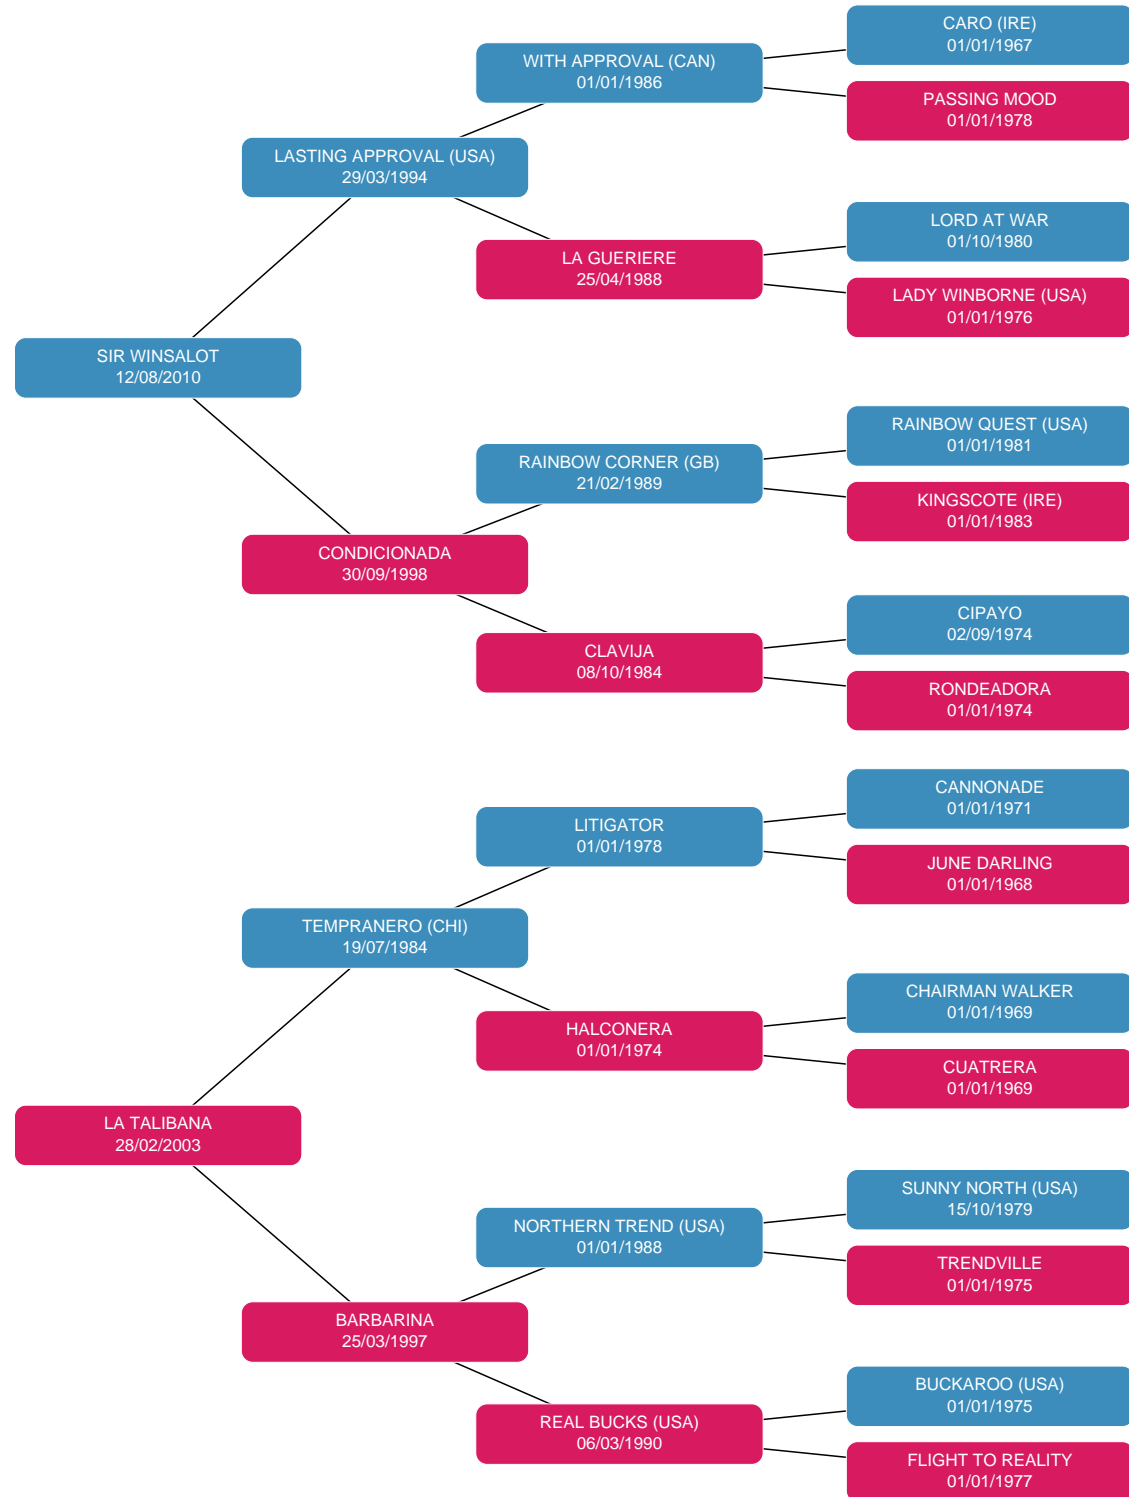 CARO (IRE)
01/01/1967
WITH APPROVAL (CAN)
01/01/1986
PASSING MOOD
01/01/1978
LASTING APPROVAL (USA)
29/03/1994
LORD AT WAR
01/10/1980
LA GUERIERE
25/04/1988
LADY WINBORNE (USA)
01/01/1976
SIR WINSALOT
12/08/2010
RAINBOW QUEST (USA)
01/01/1981
RAINBOW CORNER (GB)
21/02/1989
KINGSCOTE (IRE)
01/01/1983
CONDICIONADA
30/09/1998
CIPAYO
02/09/1974
CLAVIJA
08/10/1984
RONDEADORA
01/01/1974
CANNONADE
01/01/1971
LITIGATOR
01/01/1978
JUNE DARLING
01/01/1968
TEMPRANERO (CHI)
19/07/1984
CHAIRMAN WALKER
01/01/1969
HALCONERA
01/01/1974
CUATRERA
01/01/1969
LA TALIBANA
28/02/2003
SUNNY NORTH (USA)
15/10/1979
NORTHERN TREND (USA)
01/01/1988
TRENDVILLE
01/01/1975
BARBARINA
25/03/1997
BUCKAROO (USA)
01/01/1975
REAL BUCKS (USA)
06/03/1990
FLIGHT TO REALITY
01/01/1977